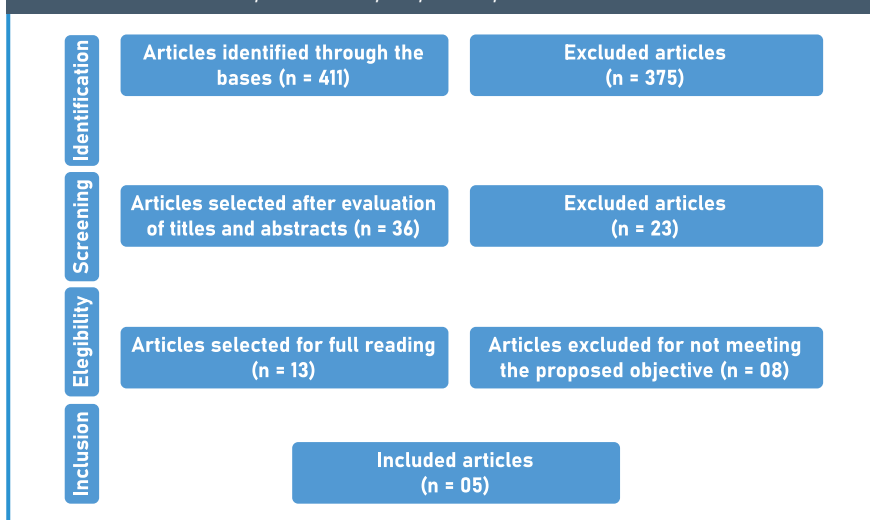 Identification
Articles identified through the
bases (n = 411)
Excluded articles
(n = 375)
Screening
Articles selected after evaluation
of titles and abstracts (n = 36)
Excluded articles
(n = 23)
Elegibility
Articles selected for full reading
(n = 13)
Articles excluded for not meeting
the proposed objective (n = 08)
Inclusion
Included articles
(n = 05)